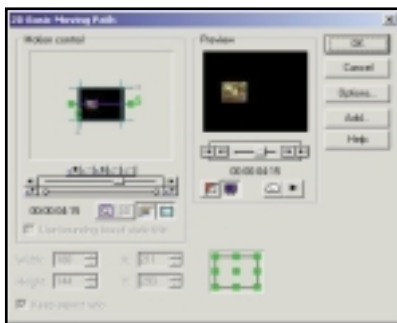 2D Basic Moving Path
Motion control
Preview
OK
Cancel
Options...
Add...
Help
00:00:04:15
00:00:04:15
Width:
X:
Height: 144
Y:
Keep aspect ratio